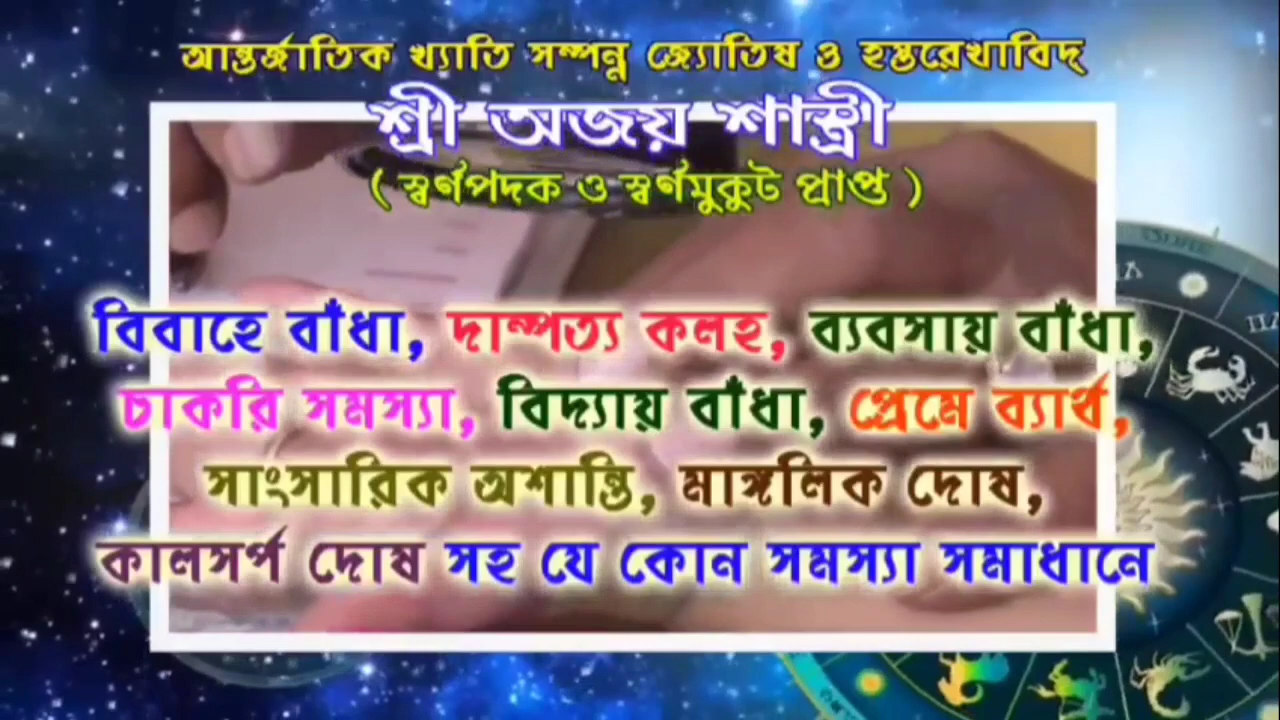 আন্তর্জাতিক খ্যাতি সম্পন্ন জ্যোতিষ ও হস্তরেখাবিদ্
শ্রী অজয় শাস্ত্রী
( স্বর্ণপদক ও স্বর্ণমুকুট প্রাপ্ত )
বিবাহে বাঁধা, দাম্পত্য কলহ, ব্যবসায় বাঁধা,
চাকরি সমস্যা, বিদ্যায় বাঁধা, প্রেমে ব্যার্থ,
সাংসারিক অশান্তি, মাঙ্গলিক দোষ,
কালসর্প দোষ সহ যে কোন সমস্যা সমাধানে